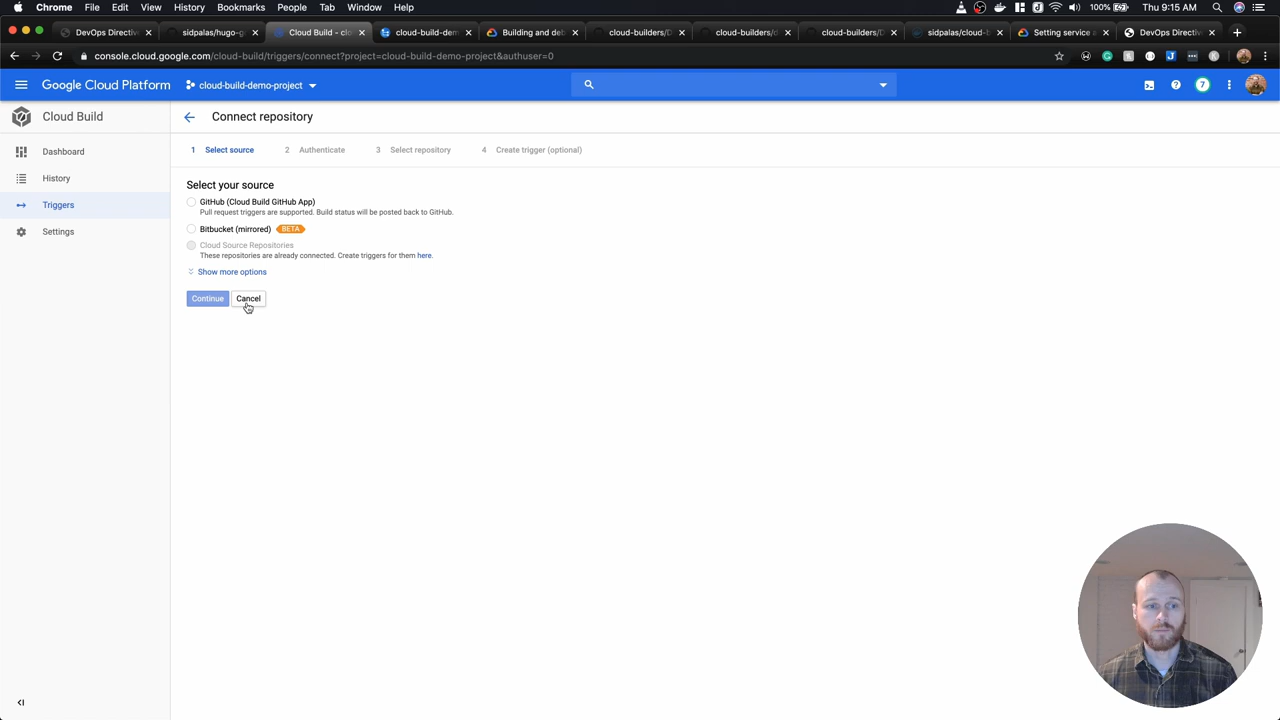 Chrome File Edit View History Bookmarks People Tab Window Help 100% Thu 9:15 AM
DevOps Directiv
sidpalas/hugo-g
Cloud Build - clo
cloud-build-dem
Building and deb
cloud-builders/D
cloud-builders/d
cloud-builders/D
sidpalas/cloud-b
Setting service a
DevOps Directiv
console.cloud.google.com/cloud-build/triggers/connect?project=cloud-build-demo-project&authuser=0
Google Cloud Platform cloud-build-demo-project 7
Cloud Build
Dashboard
History
Triggers
Settings
Connect repository
1 Select source 2 Authenticate 3 Select repository 4 Create trigger (optional)
Select your source
GitHub (Cloud Build GitHub App)
Pull request triggers are supported. Build status will be posted back to GitHub.
Bitbucket (mirrored) BETA
Cloud Source Repositories
These repositories are already connected. Create triggers for them here.
Show more options
Continue Cancel